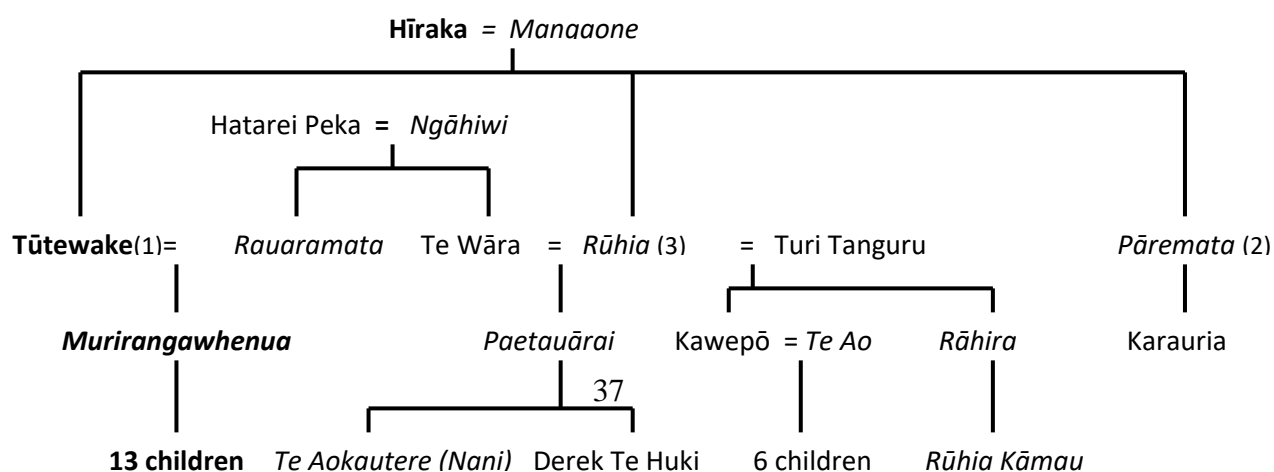 Hīraka = Mangaone
Hatarei Peka = Ngāhiwi
Tūtewake(1)= Rauaramata Te Wāra = Rūhia (3) = Turi Tanguru Pāremata (2)
Murirangawhenua Paetauārai Kawepō = Te Ao Rāhira Karauria
37
13 children Te Aokautere (Nani) Derek Te Huki 6 children Rūhia Kāmau